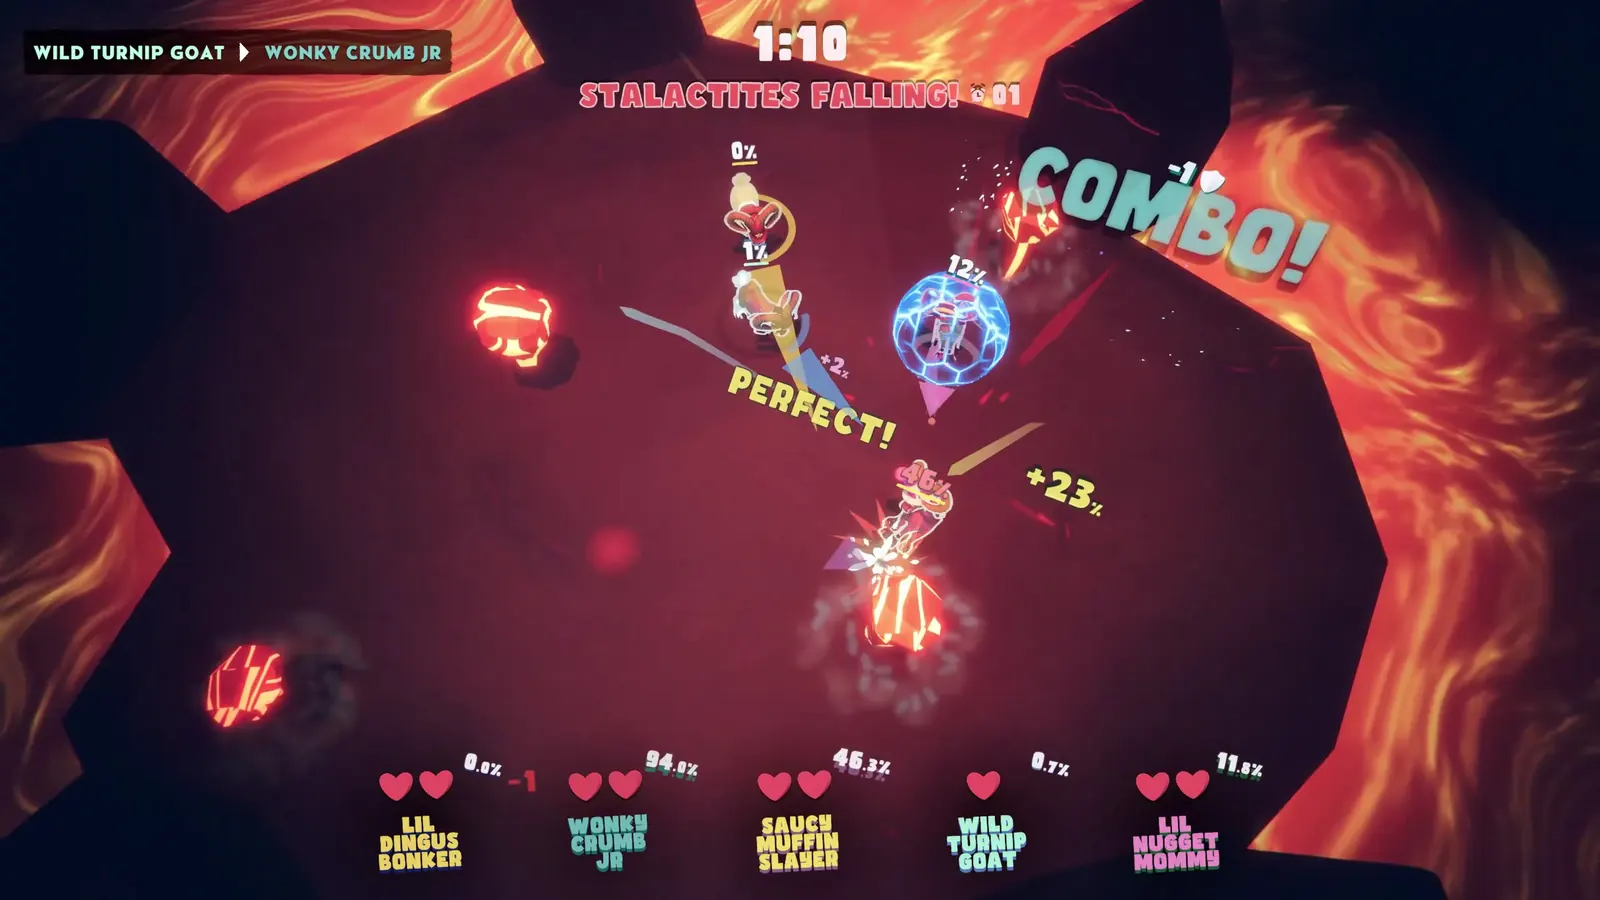 WILD TURNIP GOAT WONKY CRUMB JR
1:10
STALACTITES FALLING! 01
0%
1%
12%
-1
COMBO!
+2%
PERFECT!
46%
+23%
0.0%
-1
94.0%
46.3%
0.7%
11.8%
LIL
DINGUS
BONKER
WONKY
CRUMB
JR
SAUCY
MUFFIN
SLAYER
WILD
TURNIP
GOAT
LIL
NUGGET
MOMMY